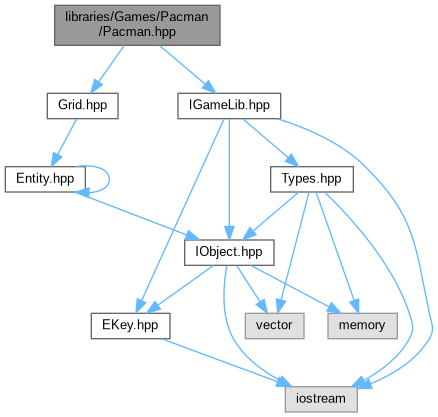 libraries/Games/Pacman
/Pacman.hpp
Grid.hpp
IGameLib.hpp
Entity.hpp
Types.hpp
IObject.hpp
EKey.hpp
vector
memory
iostream